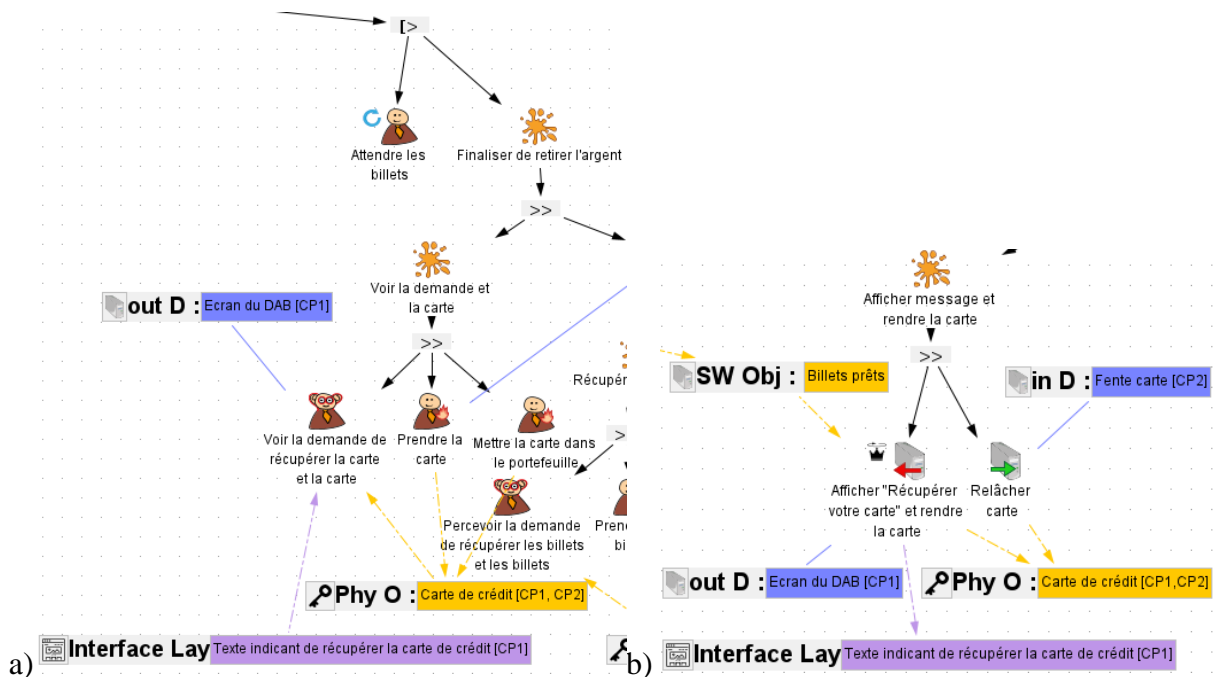 [>
Attendre les
billets
Finaliser de retirer l'argent
>>
Voir la demande et
la carte
out D : Ecran du DAB [CP1]
>>
Récupér
Voir la demande de
récupérer la carte
et la carte
Prendre la
carte
Mettre la carte dans
le portefeuille
>
Percevoir la demande
de récupérer les billets
et les billets
Pren
bi
Phy O : Carte de crédit [CP1, CP2]
a) Interface Lay Texte indicant de récupérer la carte de crédit [CP1]
Afficher message et
rendre la carte
>>
SW Obj : Billets prêts
in D : Fente carte [CP2]
Afficher "Récupérer
votre carte" et rendre
la carte
Relâcher
carte
out D : Ecran du DAB [CP1]
Phy O : Carte de crédit [CP1,CP2]
b) Interface Lay Texte indicant de récupérer la carte de crédit [CP1]